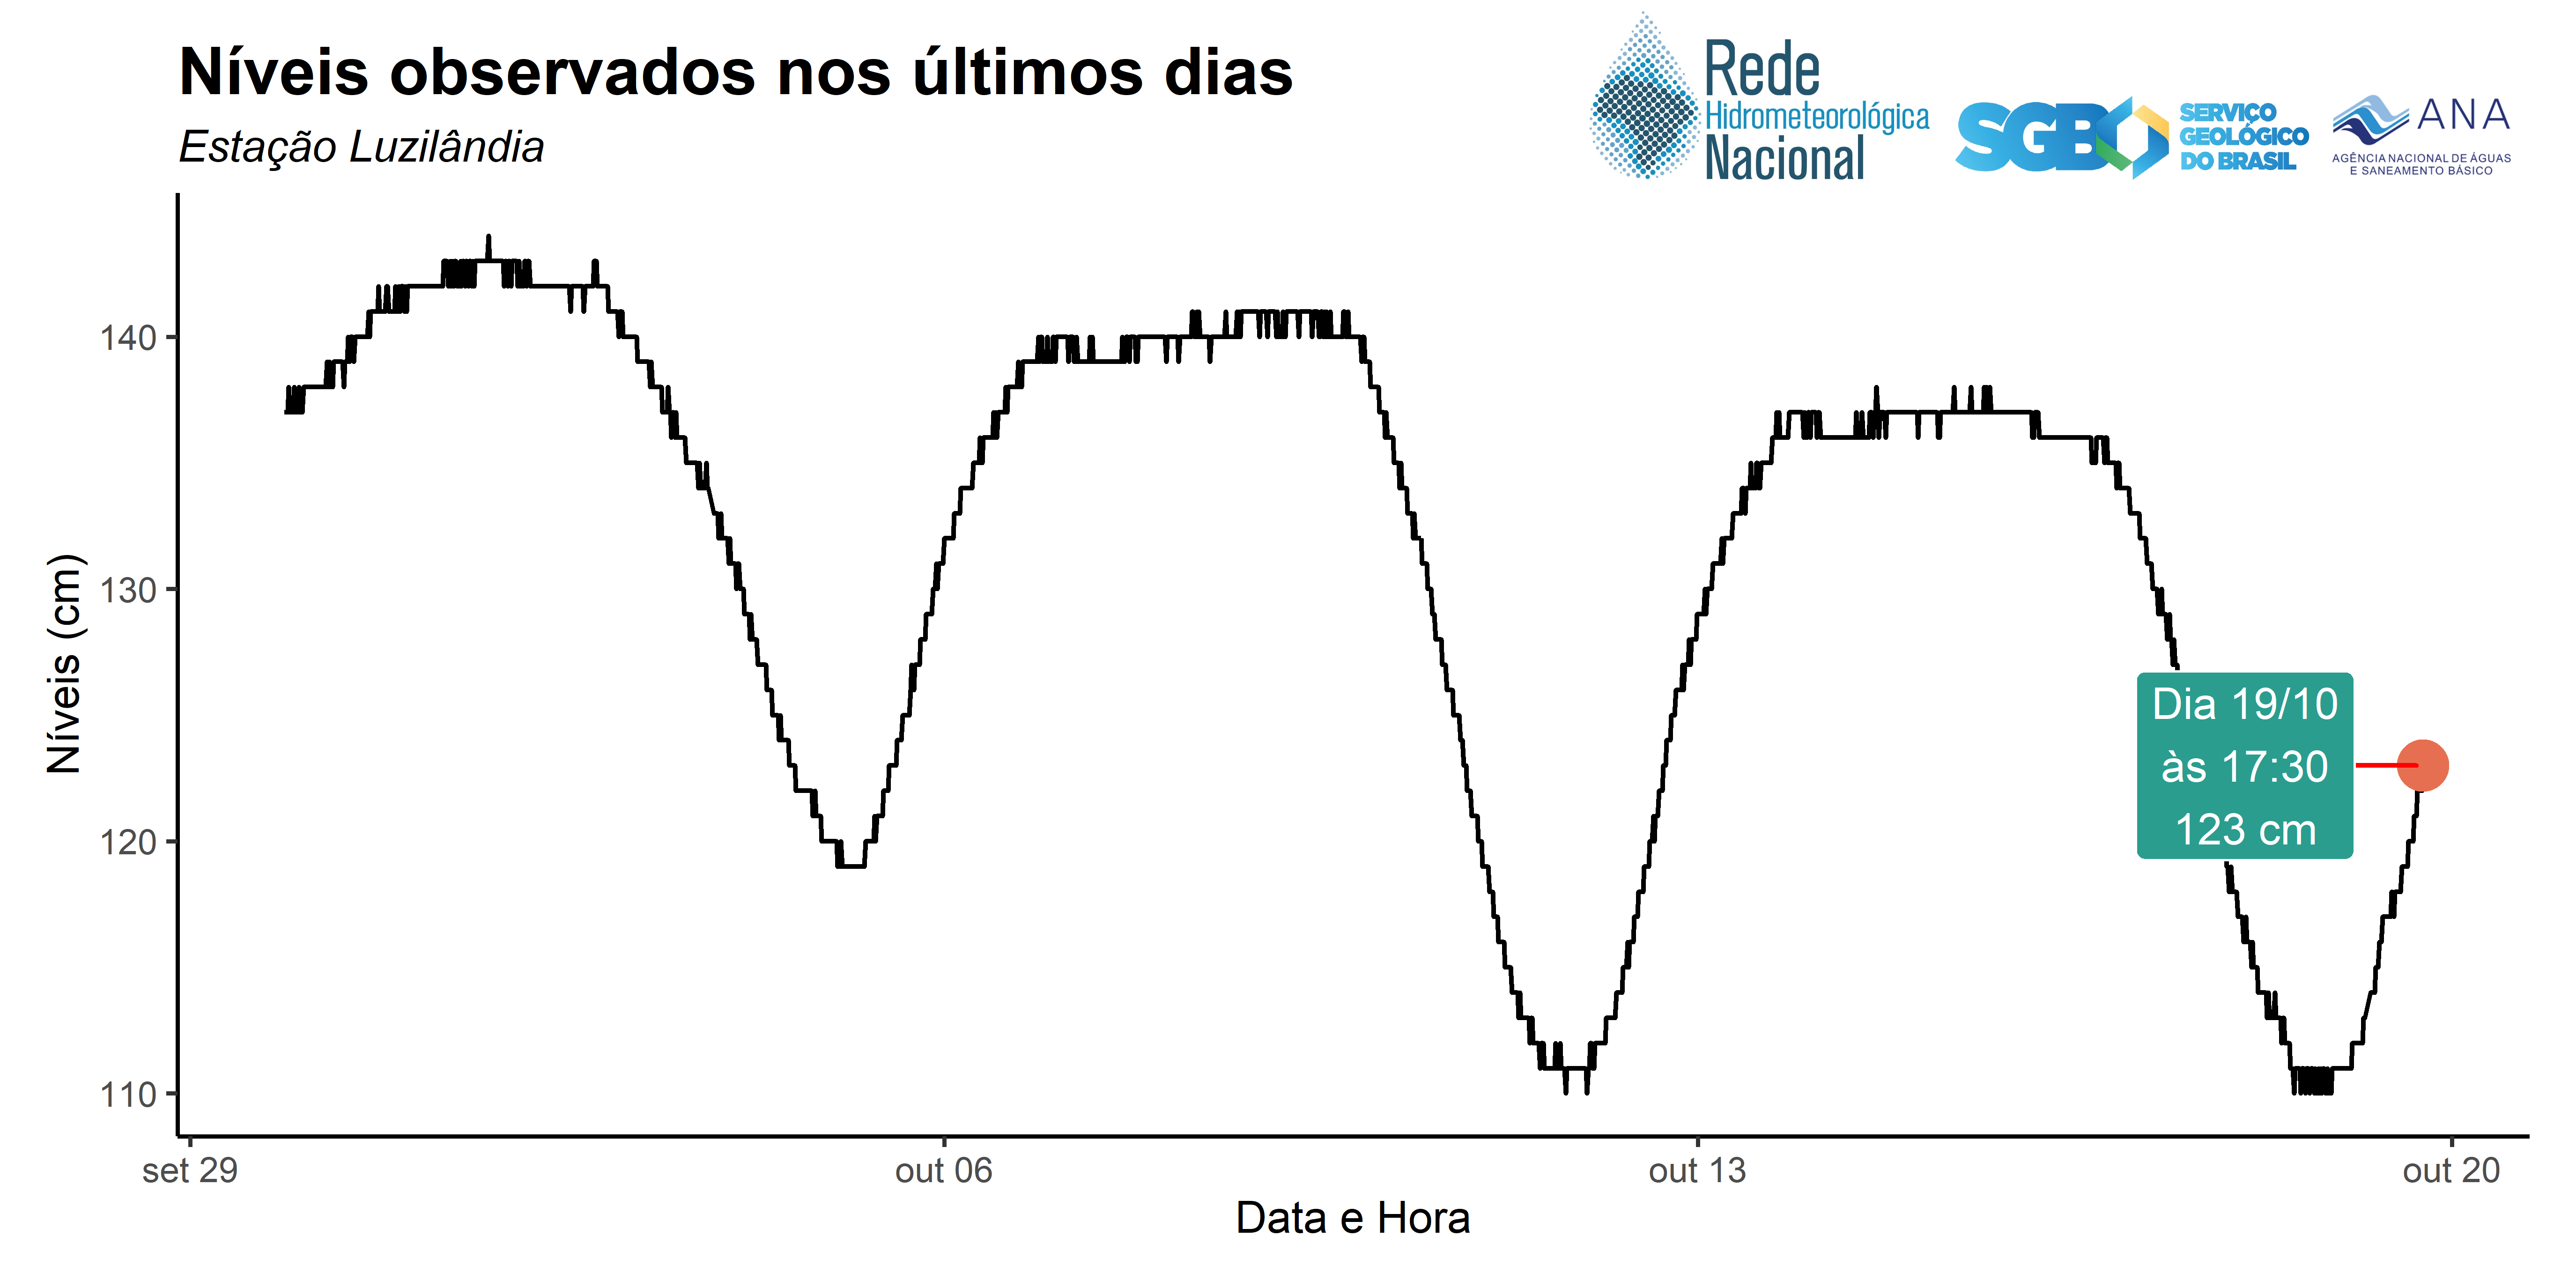 Níveis observados nos últimos dias
Estação Luzilândia
Rede
Hidrometeorológica
Nacional
SGB
SERVIÇO
GEOLÓGICO
DO BRASIL
ANA
AGÊNCIA NACIONAL DE ÁGUAS
E SANEAMENTO BÁSICO
Níveis (cm)
140
130
120
110
Dia 19/10
às 17:30
123 cm
set 29
out 06
out 13
out 20
Data e Hora